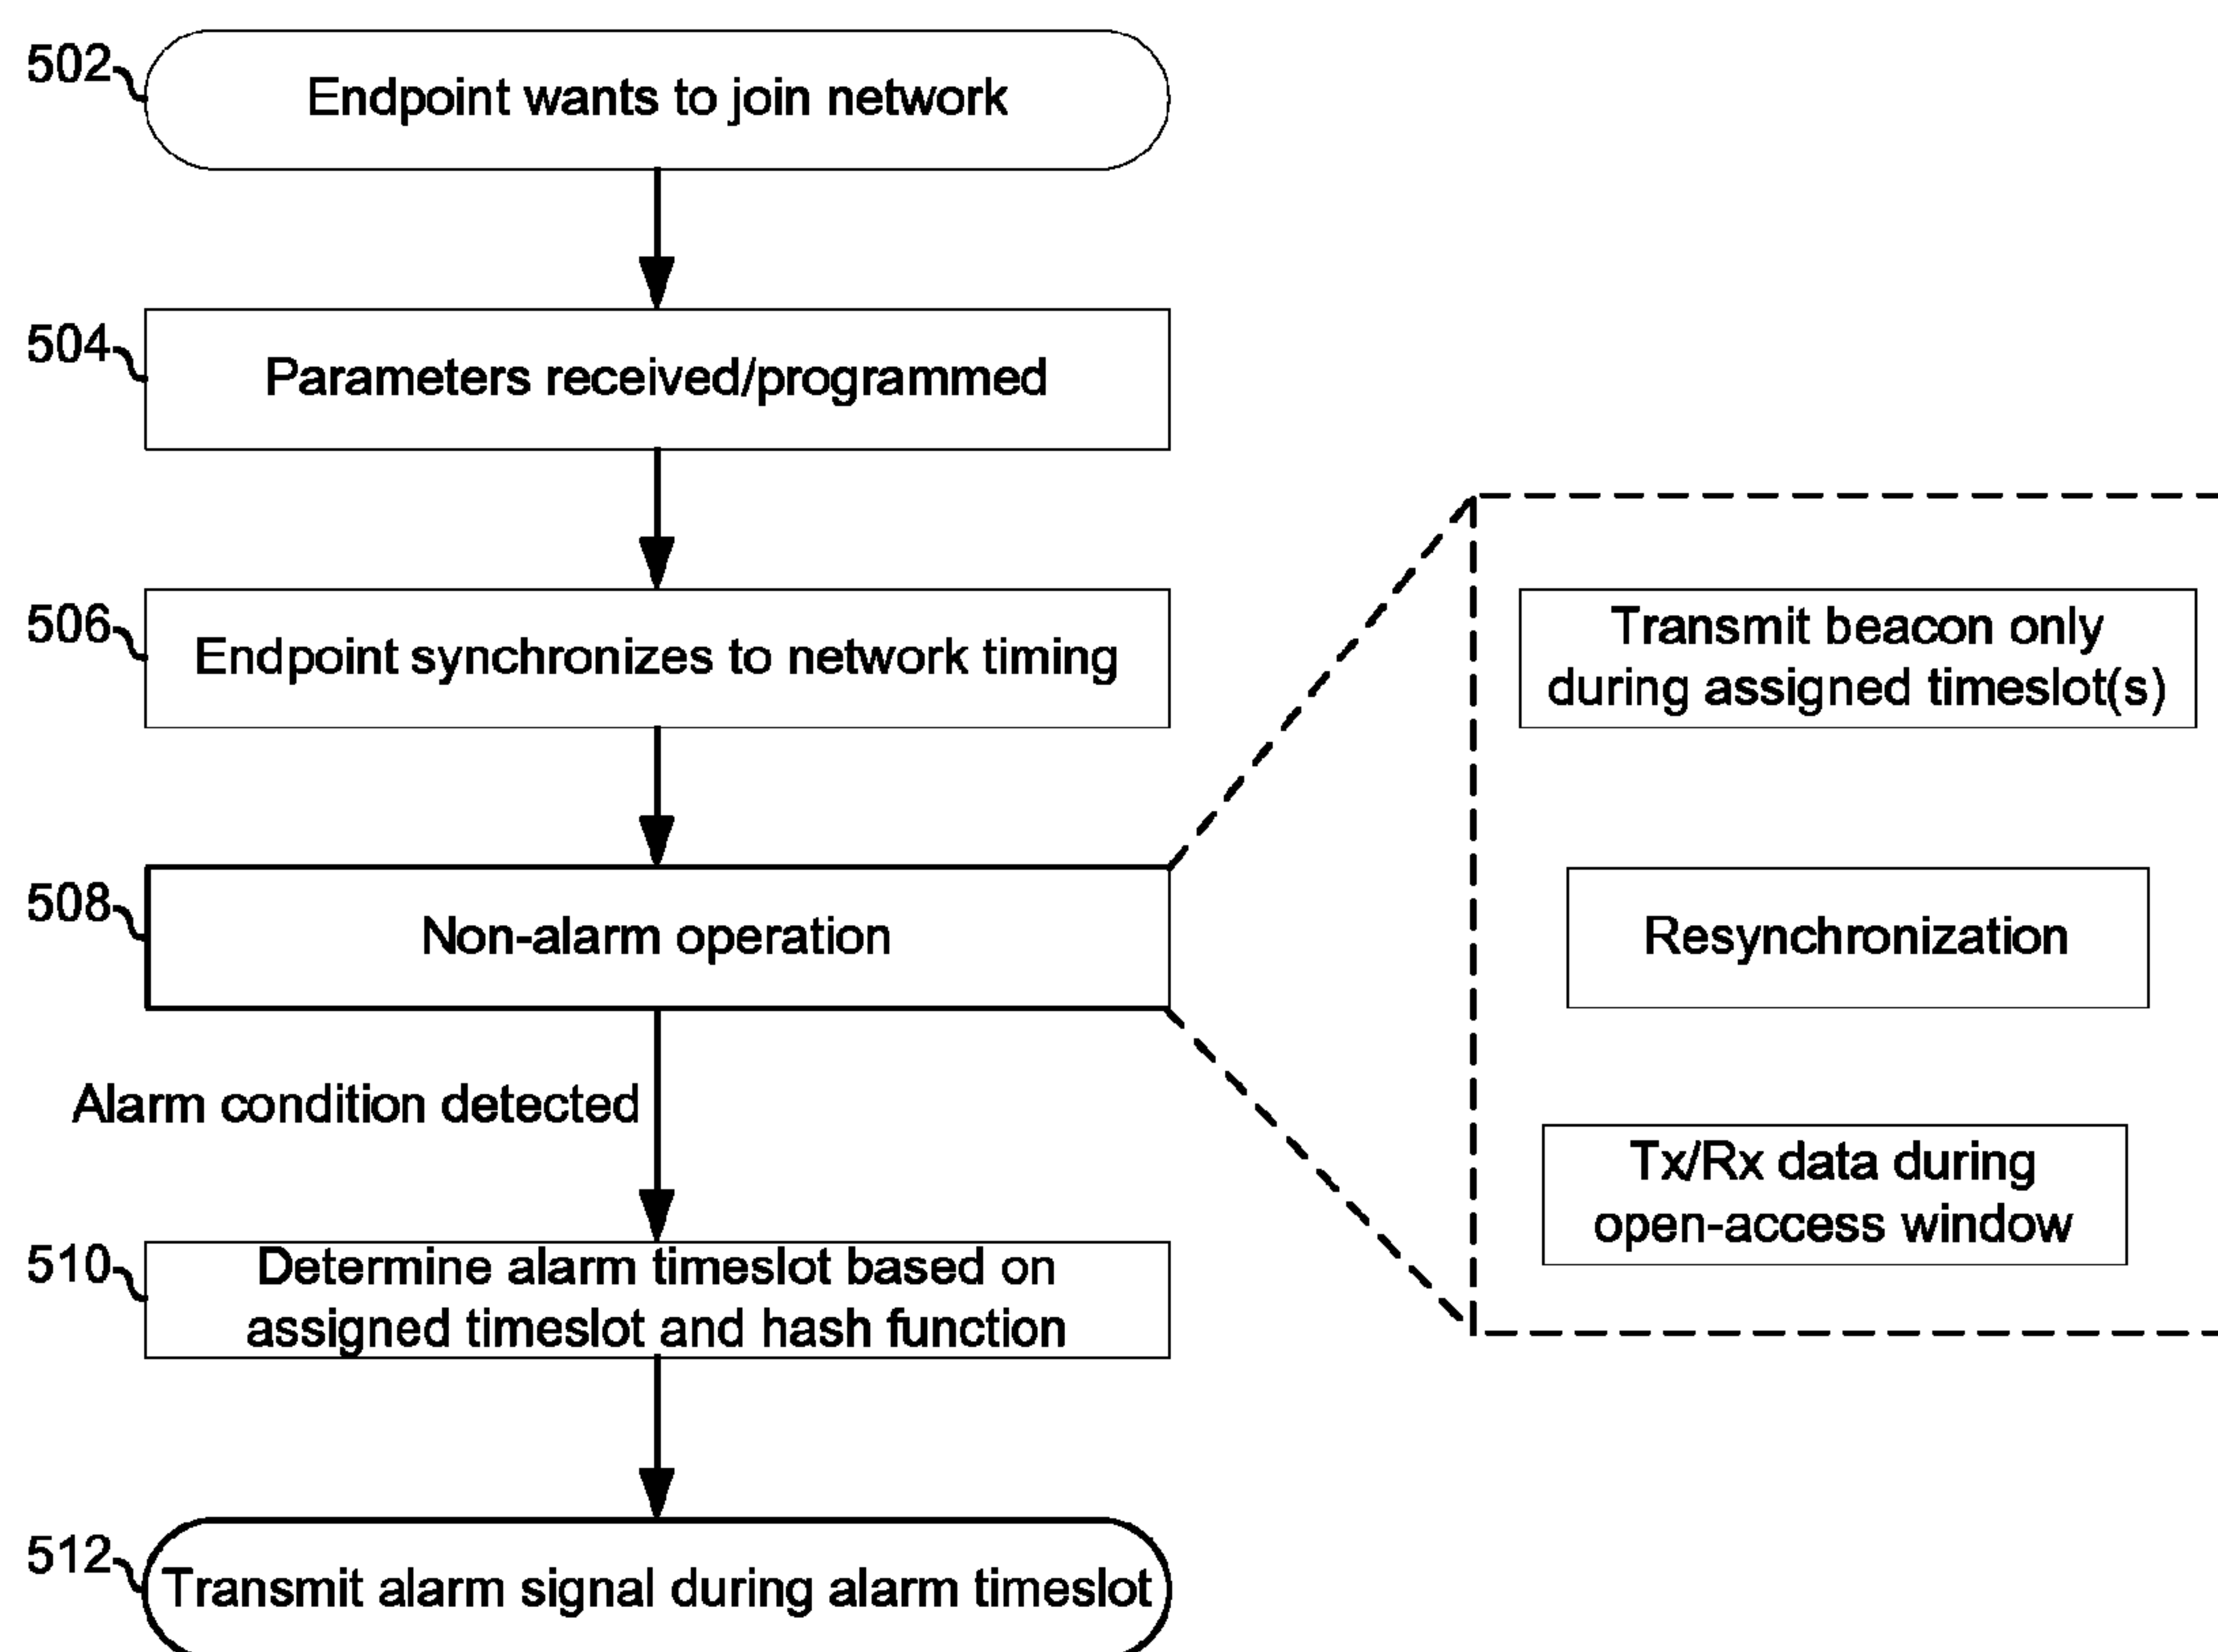 502
Endpoint wants to join network
504
Parameters received/programmed
506
Endpoint synchronizes to network timing
508
Non-alarm operation
Transmit beacon only
during assigned timeslot(s)
Resynchronization
Tx/Rx data during
open-access window
Alarm condition detected
510
Determine alarm timeslot based on
assigned timeslot and hash function
512
Transmit alarm signal during alarm timeslot